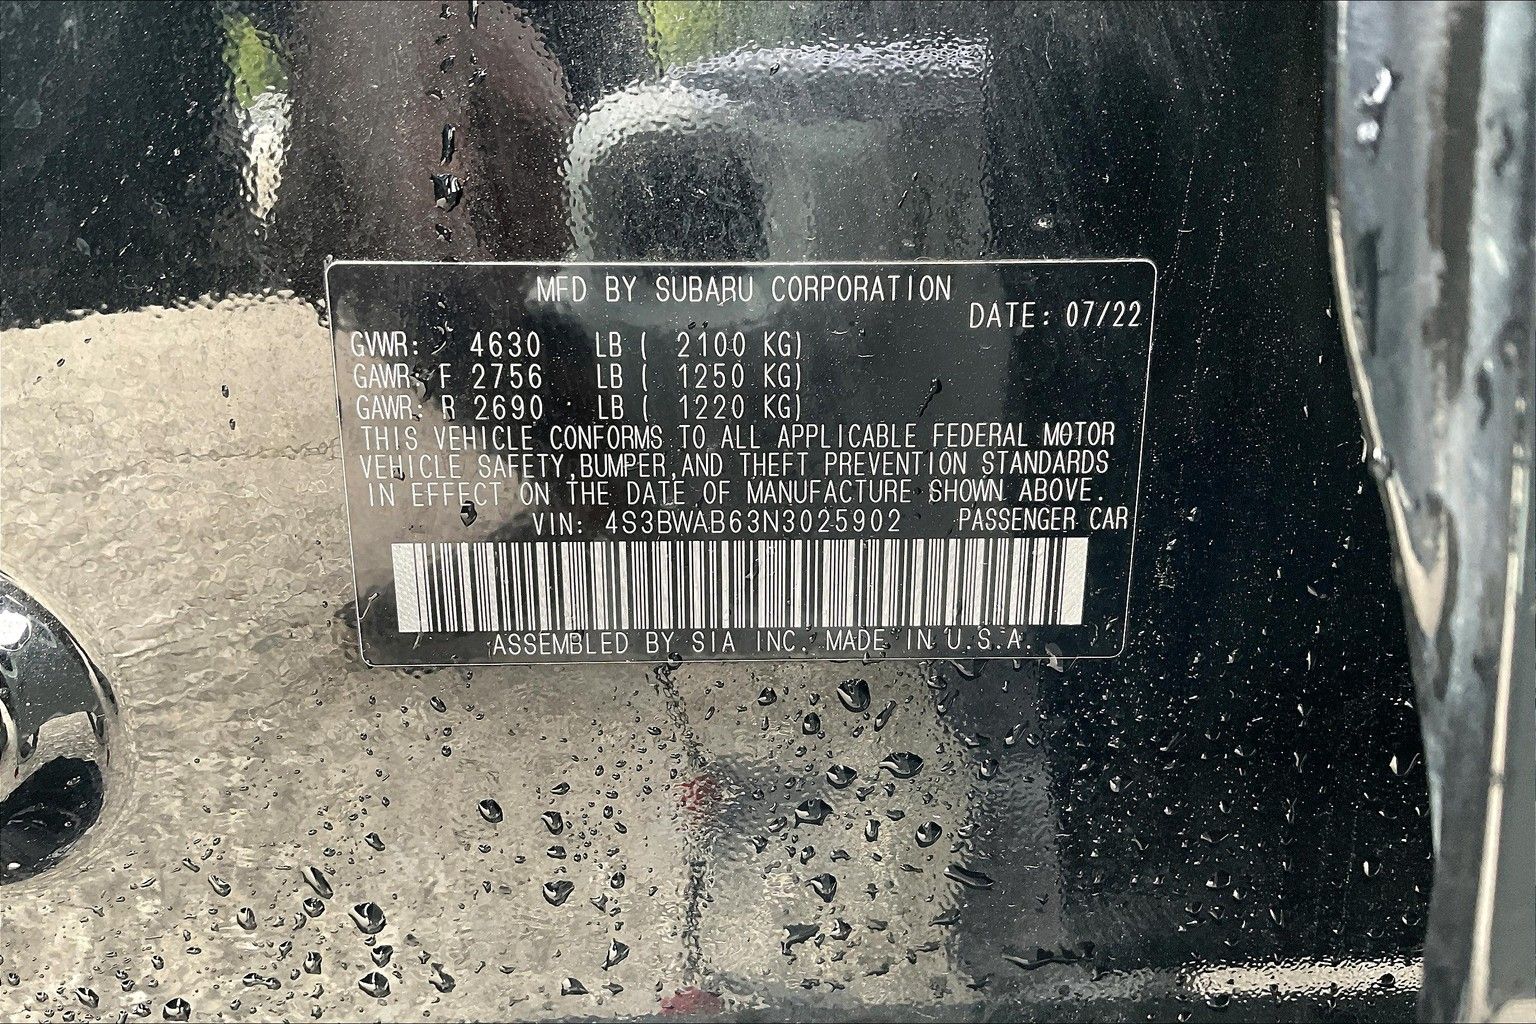 MFD BY SUBARU CORPORATION
DATE: 07/22
GVWR: 4630 LB ( 2100 KG)
GAWR: F 2756 LB ( 1250 KG)
GAWR: R 2690 LB ( 1220 KG)
THIS VEHICLE CONFORMS TO ALL APPLICABLE FEDERAL MOTOR
VEHICLE SAFETY,BUMPER,AND THEFT PREVENTION STANDARDS
IN EFFECT ON THE DATE OF MANUFACTURE SHOWN ABOVE.
VIN: 4S3BWAB63N3025902 PASSENGER CAR
ASSEMBLED BY SIA INC. MADE IN U.S.A.